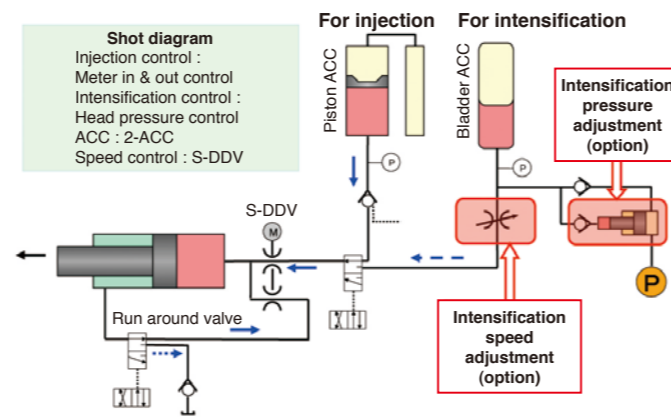 Shot diagram
Injection control :
Meter in & out control
Intensification control :
Head pressure control
ACC : 2-ACC
Speed control : S-DDV
For injection
For intensification
Piston ACC
Bladder ACC
Intensification
pressure
adjustment
(option)
P
P
S-DDV
M
P
Run around valve
Intensification
speed
adjustment
(option)